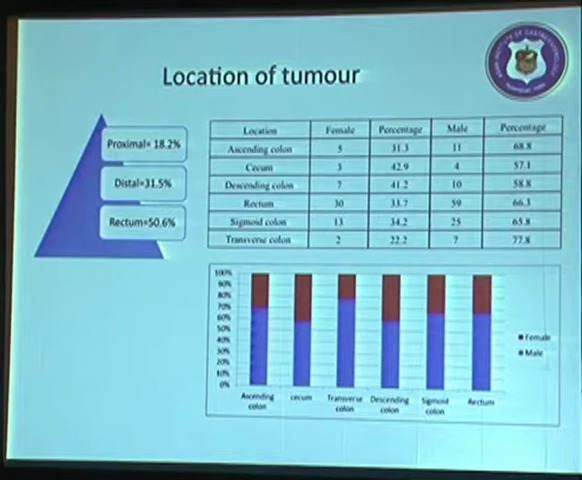 Location of tumour
Proximal= 18.2%
Distal=31.5%
Rectum=50.6%
Location Female Percentage Male Percentage
Ascending colon 5 31.3 11 68.8
Cecum 3 42.9 4 57.1
Descending colon 7 41.2 10 58.8
Rectum 30 33.7 59 66.3
Sigmoid colon 13 34.2 25 65.8
Transverse colon 2 22.2 7 77.8
100%
90%
80%
70%
60%
50%
40%
30%
20%
10%
0%
Ascending colon
cecum
Transverse colon
Descending colon
Sigmoid colon
Rectum
Female
Male